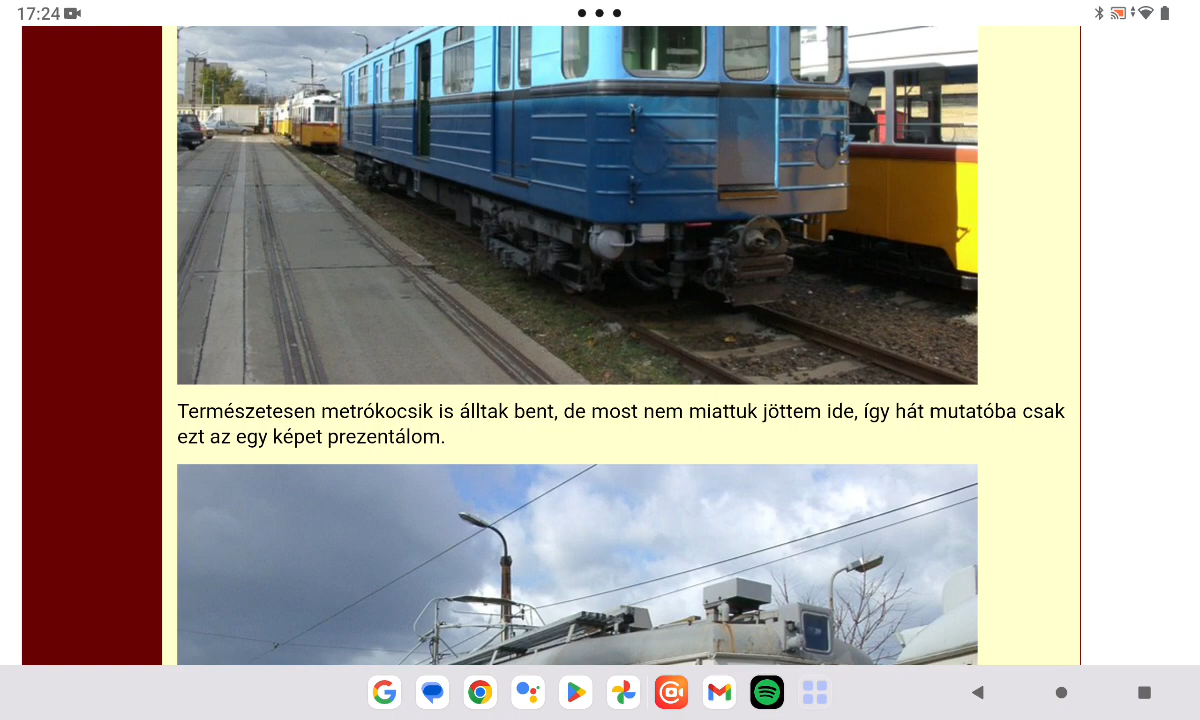 17:24
Természetesen metrókocsik is álltak bent, de most nem miattuk jöttem ide, így hát mutatóba csak
ezt az egy képet prezentálom.